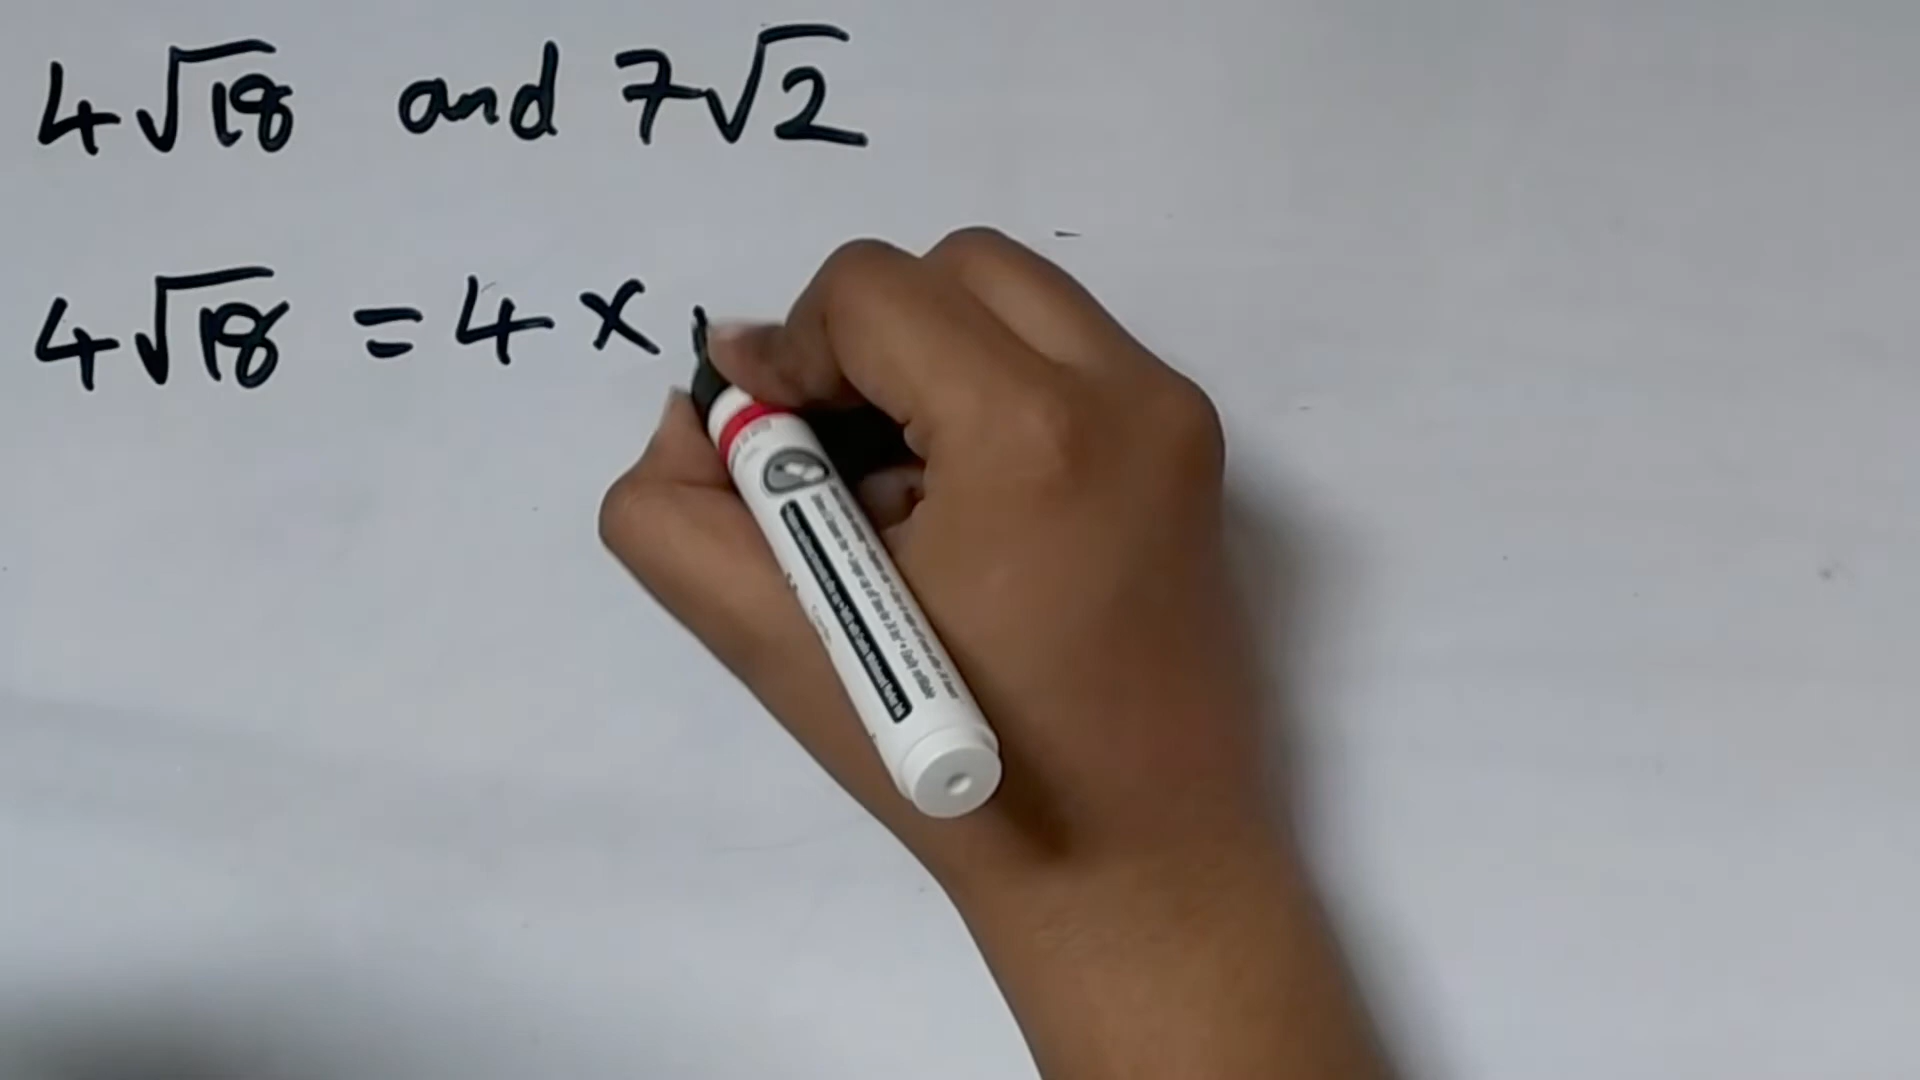 4√18 and 7√2
4√18 = 4 ×